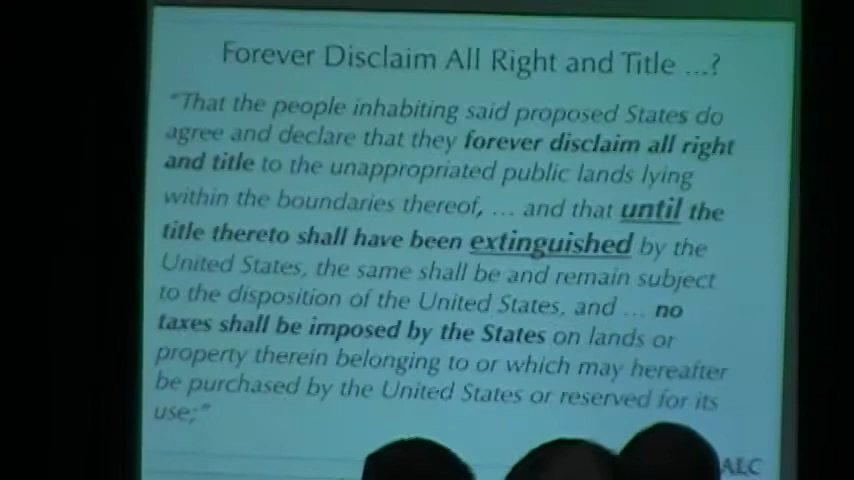 Forever Disclaim All Right and Title ...?
"That the people inhabiting said proposed States do
agree and declare that they forever disclaim all right
and title to the unappropriated public lands lying
within the boundaries thereof, ... and that until the
title thereto shall have been extinguished by the
United States, the same shall be and remain subject
to the disposition of the United States, and ... no
taxes shall be imposed by the States on lands or
property therein belonging to or which may hereafter
be purchased by the United States or reserved for its
use;"
ALC